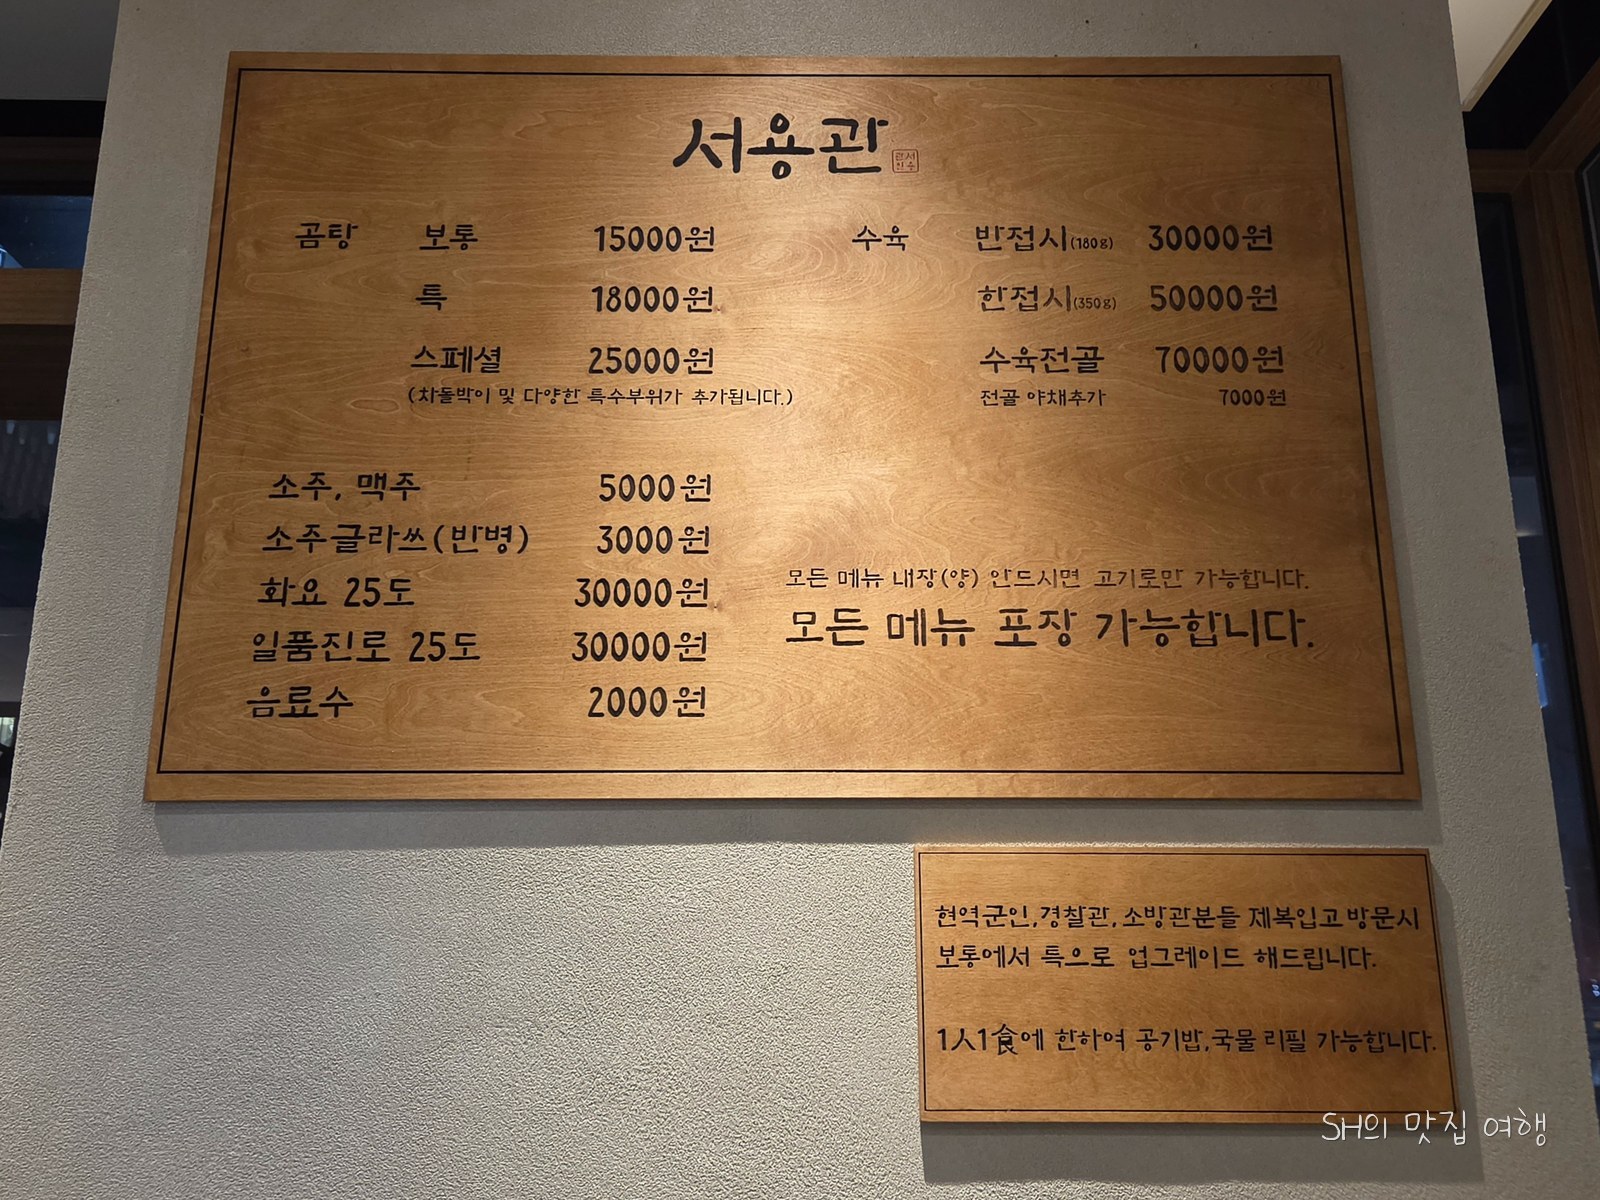 서용관
곰탕 보통 15000원
특 18000원
스페셜 25000원
(차돌박이 및 다양한 특수부위가 추가됩니다.)
수육 반접시(180g) 30000원
한접시(350g) 50000원
수육전골 70000원
전골 야채추가 7000원
소주, 맥주 5000원
소주글라쓰(반병) 3000원
화요 25도 30000원
일품진로 25도 30000원
음료수 2000원
모든 메뉴 내장(양) 안드시면 고기로만 가능합니다.
모든 메뉴 포장 가능합니다.
현역군인,경찰관,소방관분들 제복입고 방문시
보통에서 특으로 업그레이드 해드립니다.
1人1食에 한하여 공기밥,국물 리필 가능합니다.
SH의 맛집 여행